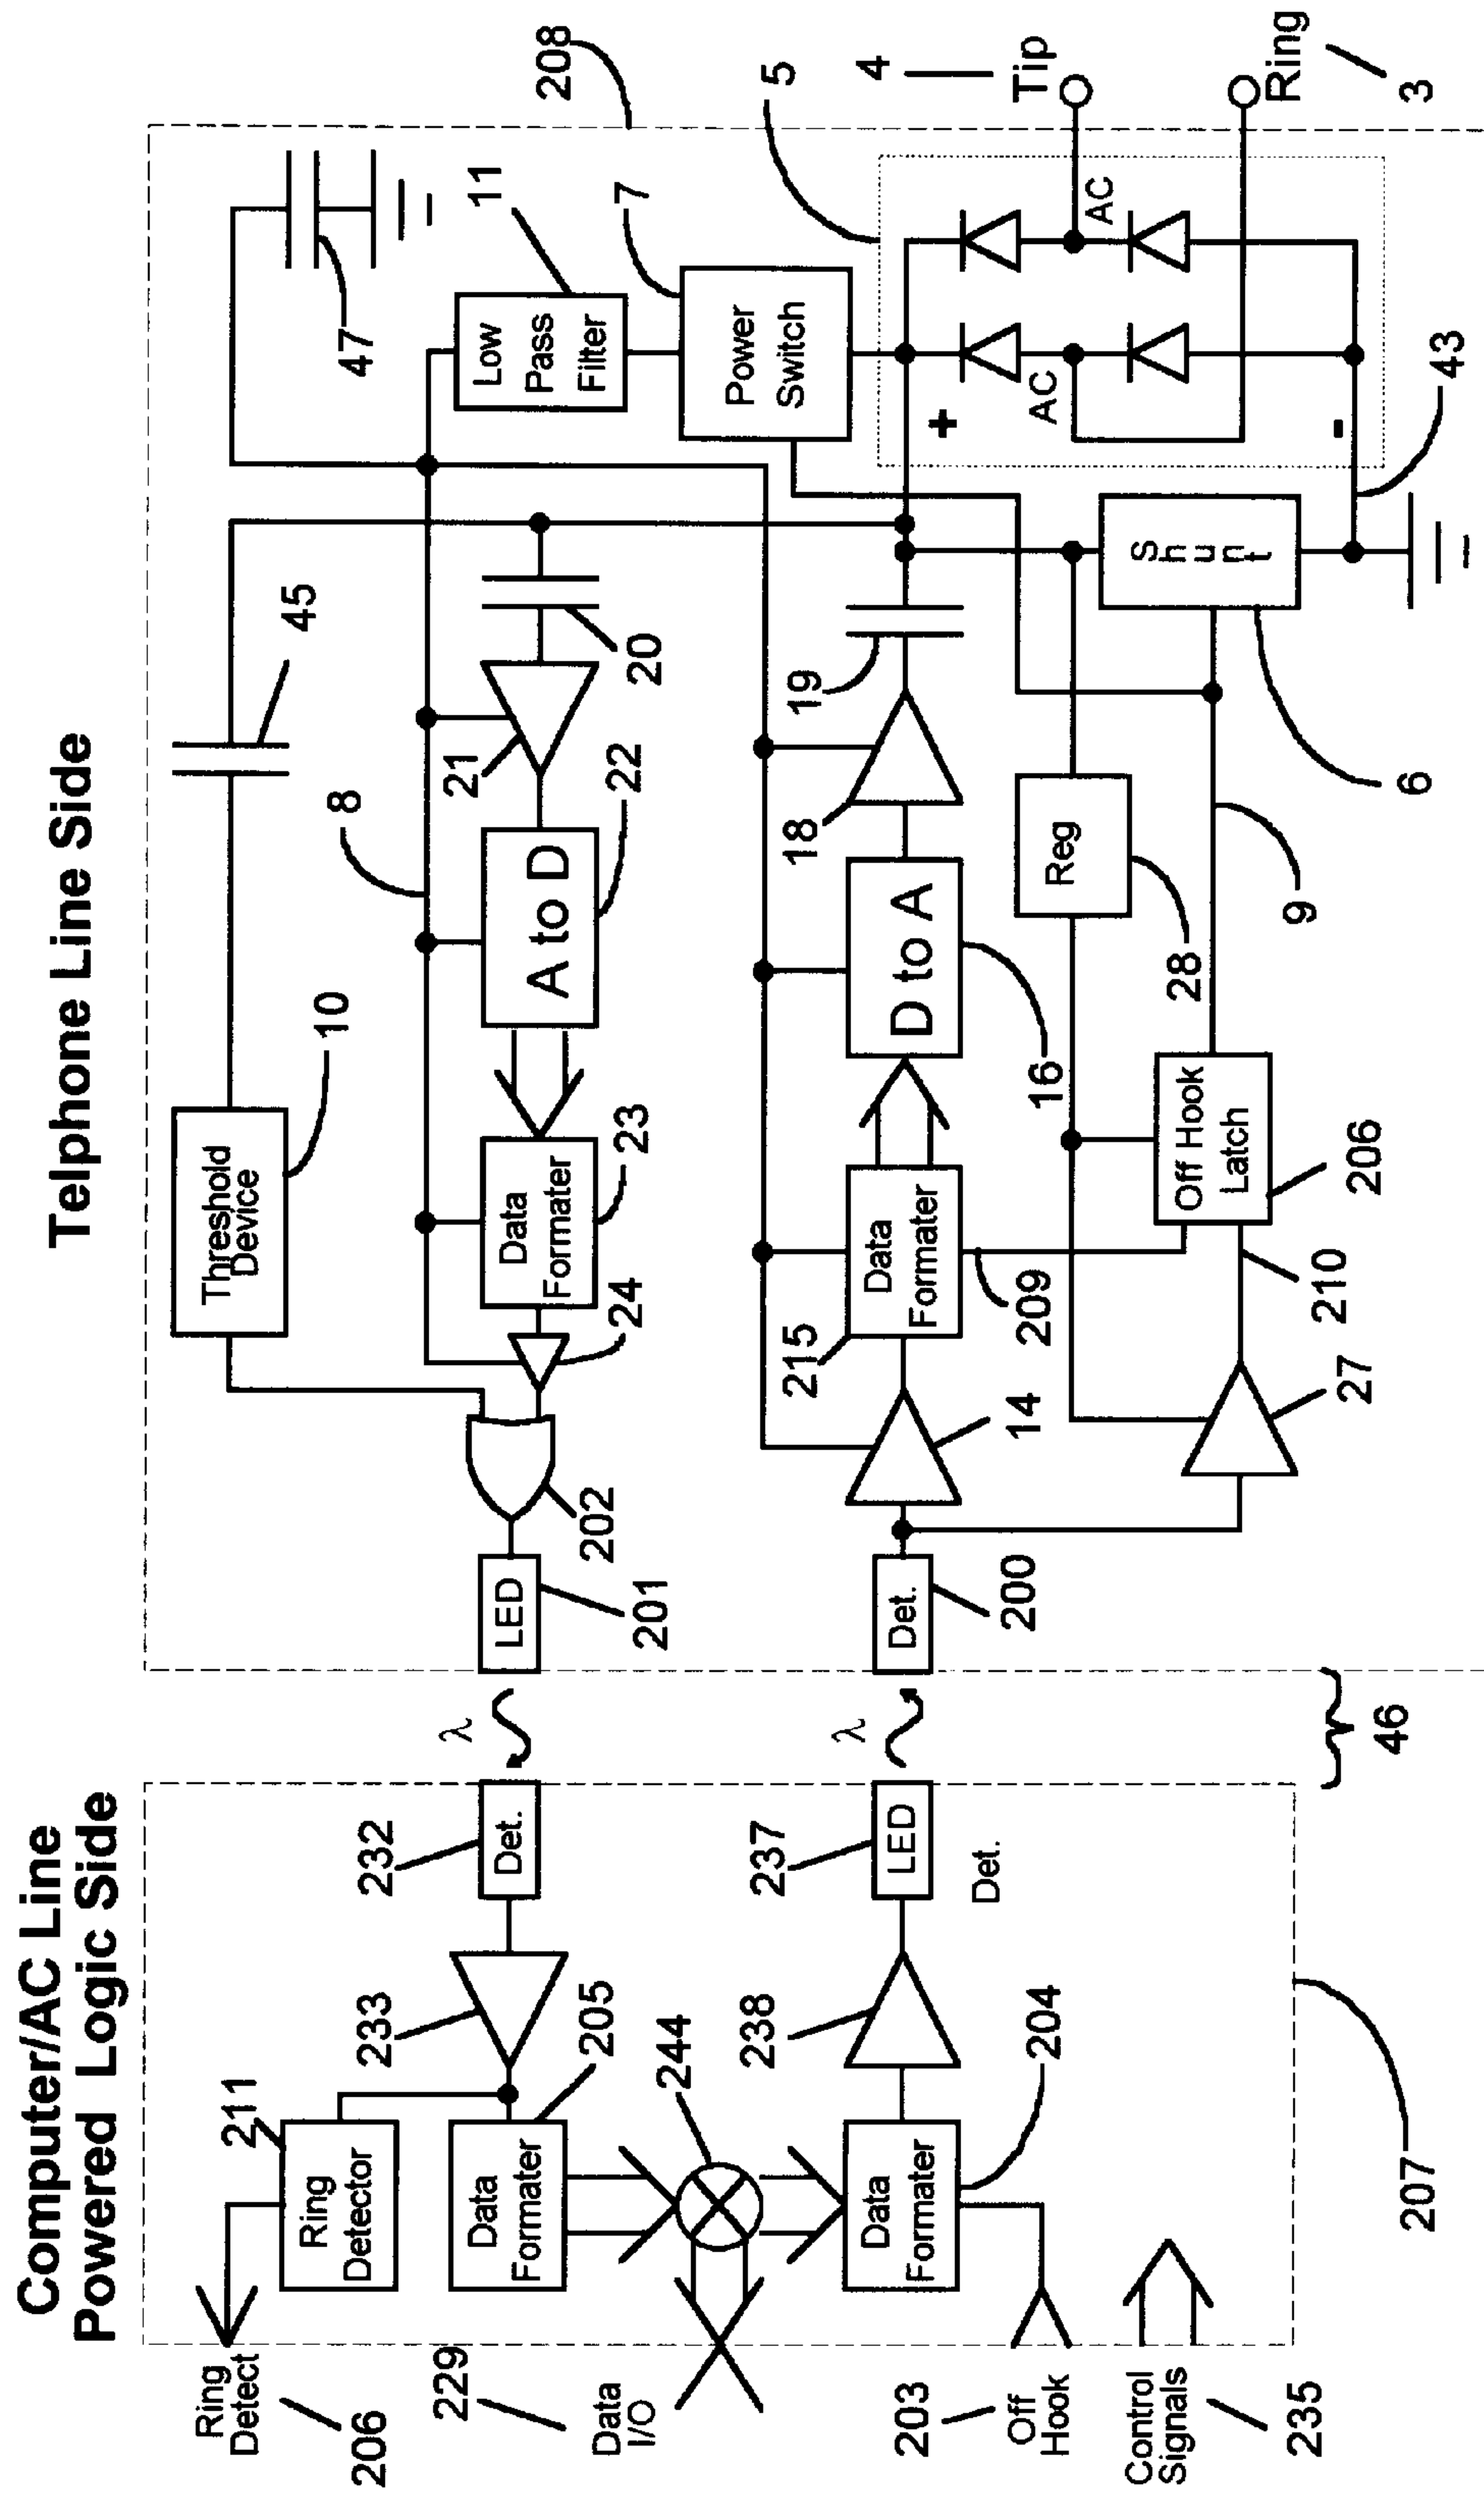 Computer/AC Line
Powered Logic Side
Telphone Line Side
208
47
11
7
5
4
Tip
Ring
3
AC
AC
+
-
43
Low
Pass
Filter
Power
Switch
Shunt
6
45
20
21
8
A to D
22
10
Threshold
Device
Data
Formater
23
24
202
LED
201
19
18
D to A
16
Reg
28
9
Data
Formater
215
209
Off Hook
Latch
206
210
14
27
Det.
200
λ
λ
46
232
Det.
233
211
Ring
Detector
205
Data
Formater
244
237
LED
Det.
238
204
Data
Formater
207
Ring
Detect
206
229
Data
I/O
203
Off
Hook
Control
Signals
235